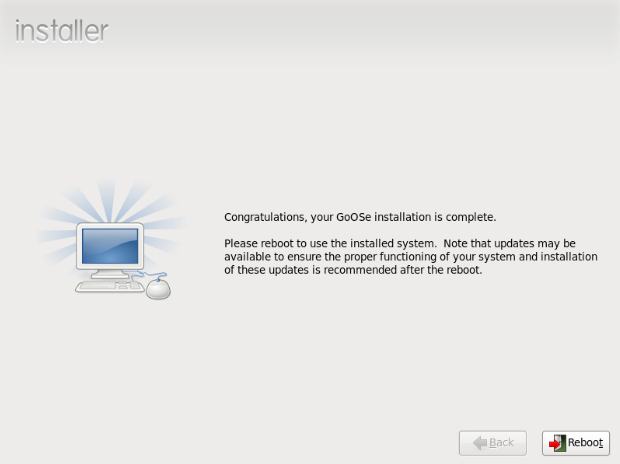 installer
Congratulations, your GoOSe installation is complete.
Please reboot to use the installed system.  Note that updates may be
available to ensure the proper functioning of your system and installation
of these updates is recommended after the reboot.
Back
Reboot